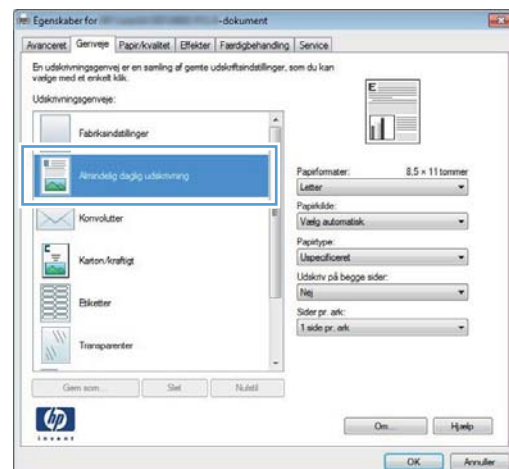 Egenskaber for -dokument
Avanceret Genveje Papir/kvalitet Effekter Færdigbehandling Service
En udskrivningsgenvej er en samling af gemte udskriftsindstillinger, som du kan
vælge med et enkelt klik.
Udskrivningsgenveje:
E
Fabriksindstillinger
Almindelig daglig udskrivning
Papirformater: 8.5 × 11 tommer
Letter
Papirkilde:
Konvolutter
Vælg automatisk
Papirtype:
E
Karton/kraftigt
Uspecificeret
Udskriv på begge sider:
Etiketter
Nej
Sider pr. ark:
1 side pr. ark
Transparenter
Gem som... Slet Nulstil
hp
invent
Om... Hjælp
OK Annuller